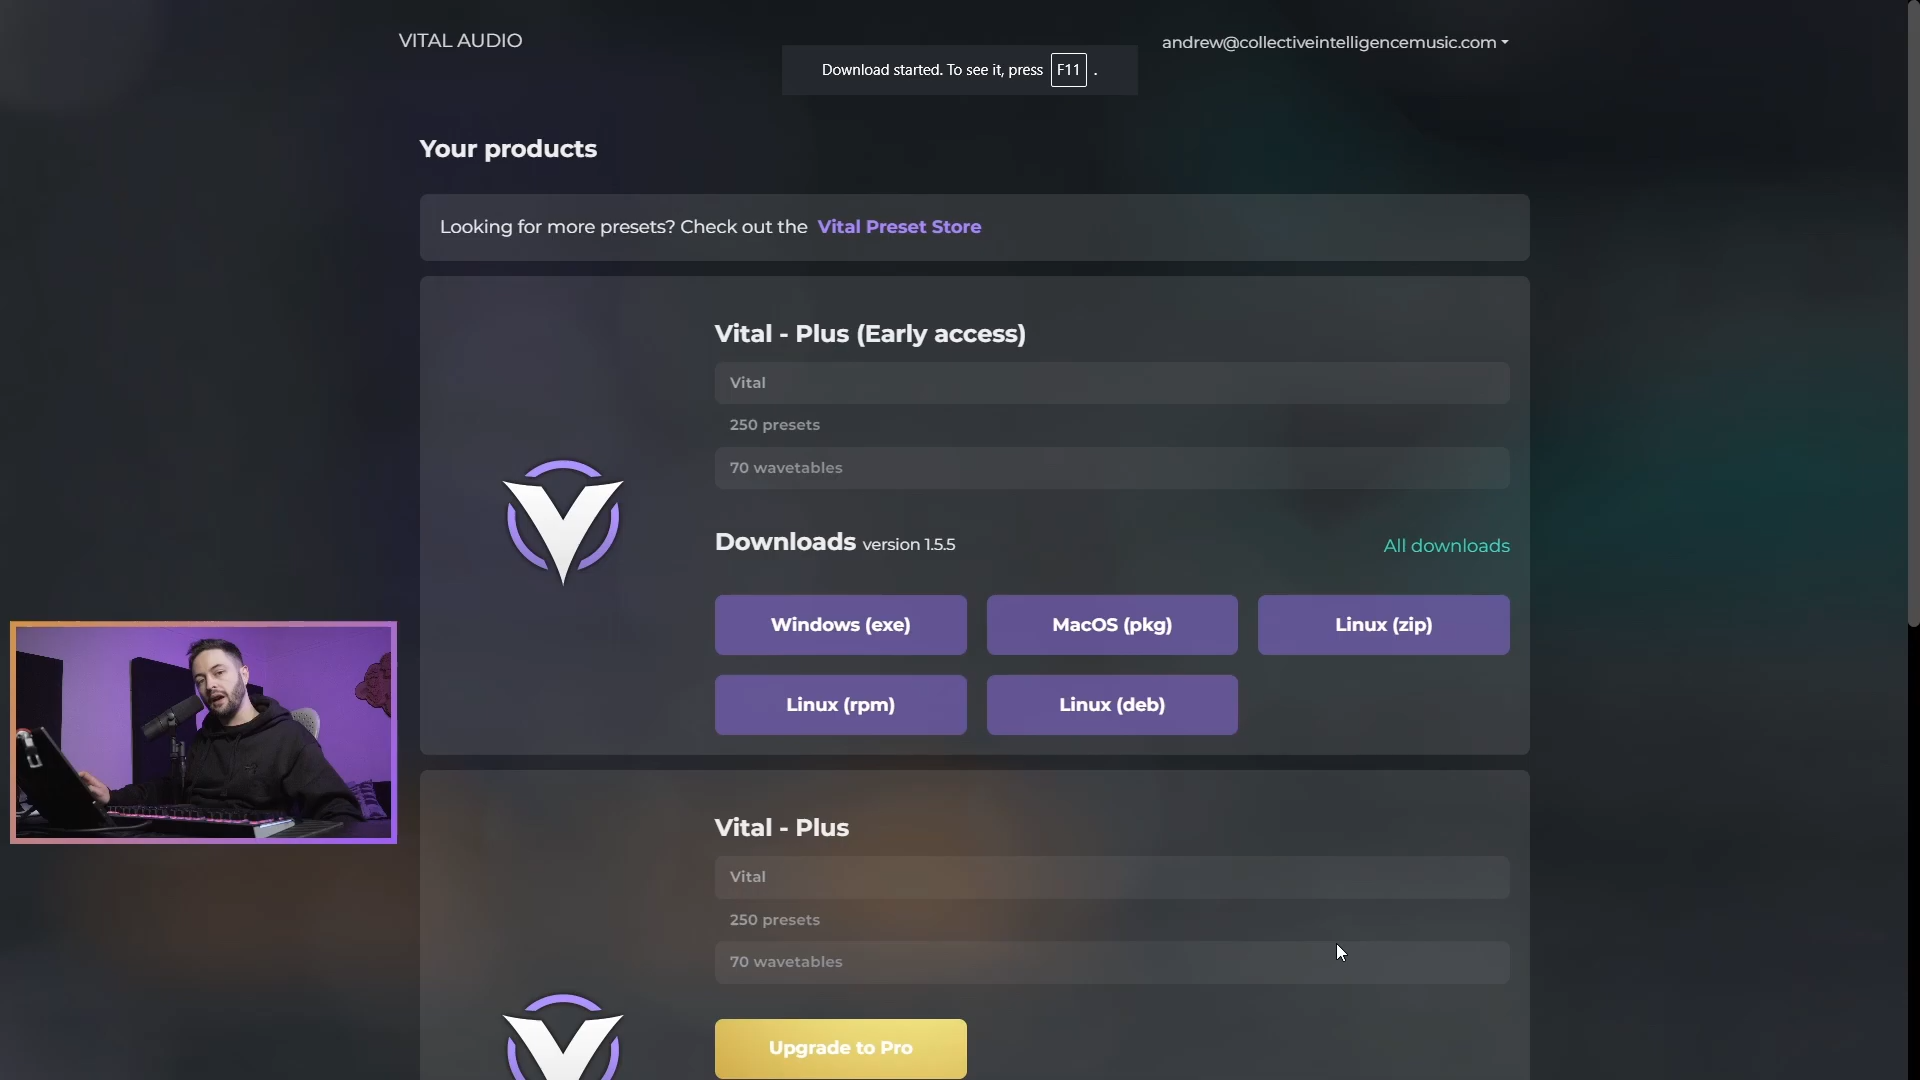 VITAL AUDIO
andrew@collectiveintelligencemusic.com
Download started. To see it, press F11 .
Your products
Looking for more presets? Check out the Vital Preset Store
Vital - Plus (Early access)
Vital
250 presets
70 wavetables
Downloads version 1.5.5
All downloads
Windows (exe)
MacOS (pkg)
Linux (zip)
Linux (rpm)
Linux (deb)
Vital - Plus
Vital
250 presets
70 wavetables
Upgrade to Pro